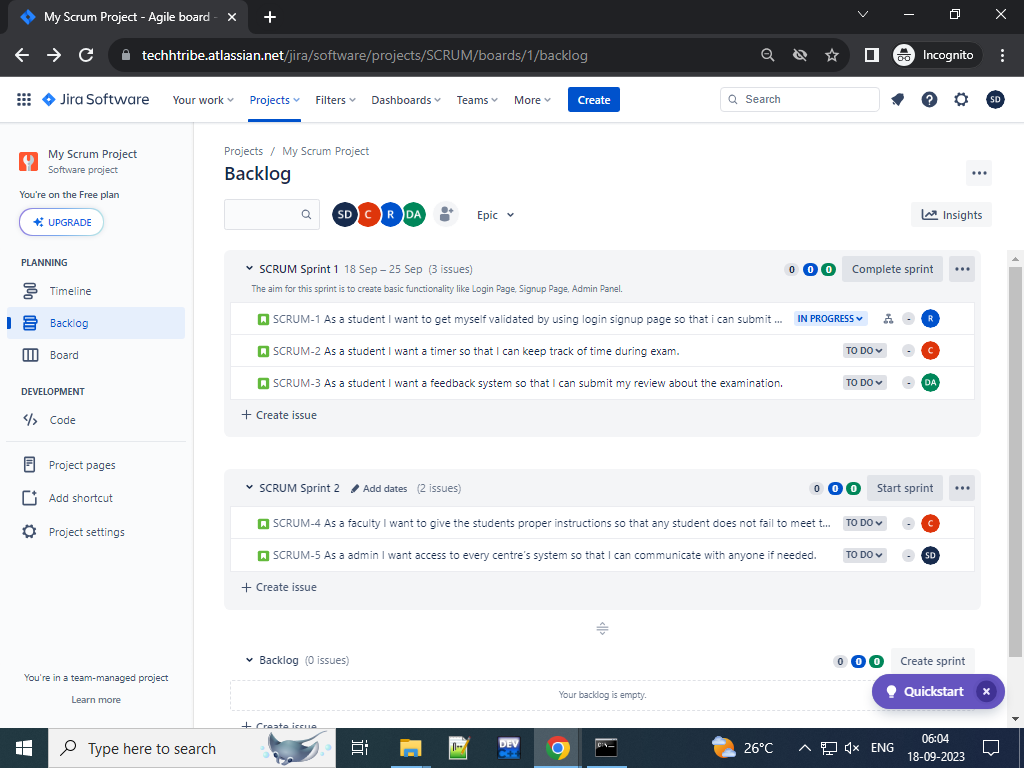 My Scrum Project - Agile board -
techhtribe.atlassian.net/jira/software/projects/SCRUM/boards/1/backlog
Incognito
Jira Software
Your work
Projects
Filters
Dashboards
Teams
More
Create
Search
SD
My Scrum Project
Software project
You're on the Free plan
UPGRADE
PLANNING
Timeline
Backlog
Board
DEVELOPMENT
Code
Project pages
Add shortcut
Project settings
You're in a team-managed project
Learn more
Projects / My Scrum Project
Backlog
SD C R DA
Epic
Insights
SCRUM Sprint 1 18 Sep – 25 Sep (3 issues)
0 0 0 Complete sprint
The aim for this sprint is to create basic functionality like Login Page, Signup Page, Admin Panel.
SCRUM-1 As a student I want to get myself validated by using login signup page so that i can submit ... IN PROGRESS - R
SCRUM-2 As a student I want a timer so that I can keep track of time during exam. TO DO - C
SCRUM-3 As a student I want a feedback system so that I can submit my review about the examination. TO DO - DA
+ Create issue
SCRUM Sprint 2 Add dates (2 issues)
0 0 0 Start sprint
SCRUM-4 As a faculty I want to give the students proper instructions so that any student does not fail to meet t... TO DO - C
SCRUM-5 As a admin I want access to every centre's system so that I can communicate with anyone if needed. TO DO - SD
+ Create issue
Backlog (0 issues)
0 0 0 Create sprint
Your backlog is empty.
Quickstart
+ Create issue
Type here to search
DEV
26°C
ENG
06:04
18-09-2023